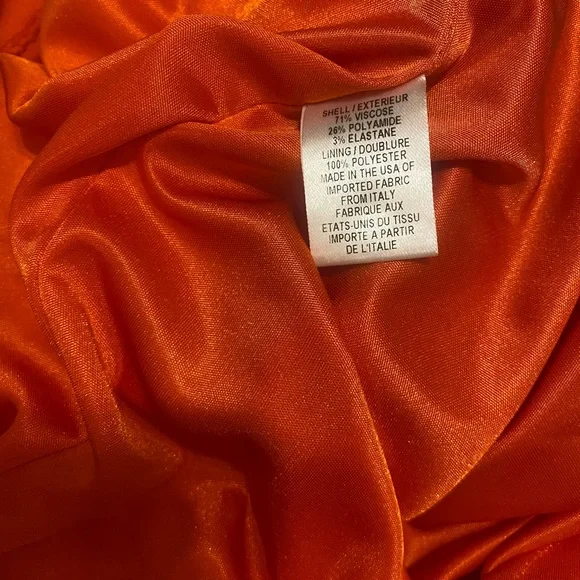 SHELL / EXTERIEUR
71% VISCOSE
26% POLYAMIDE
3% ELASTANE
LINING / DOUBLURE
100% POLYESTER
MADE IN THE USA OF
IMPORTED FABRIC
FROM ITALY
FABRIQUE AUX
ETATS-UNIS DU TISSU
IMPORTE A PARTIR
DE L'ITALIE